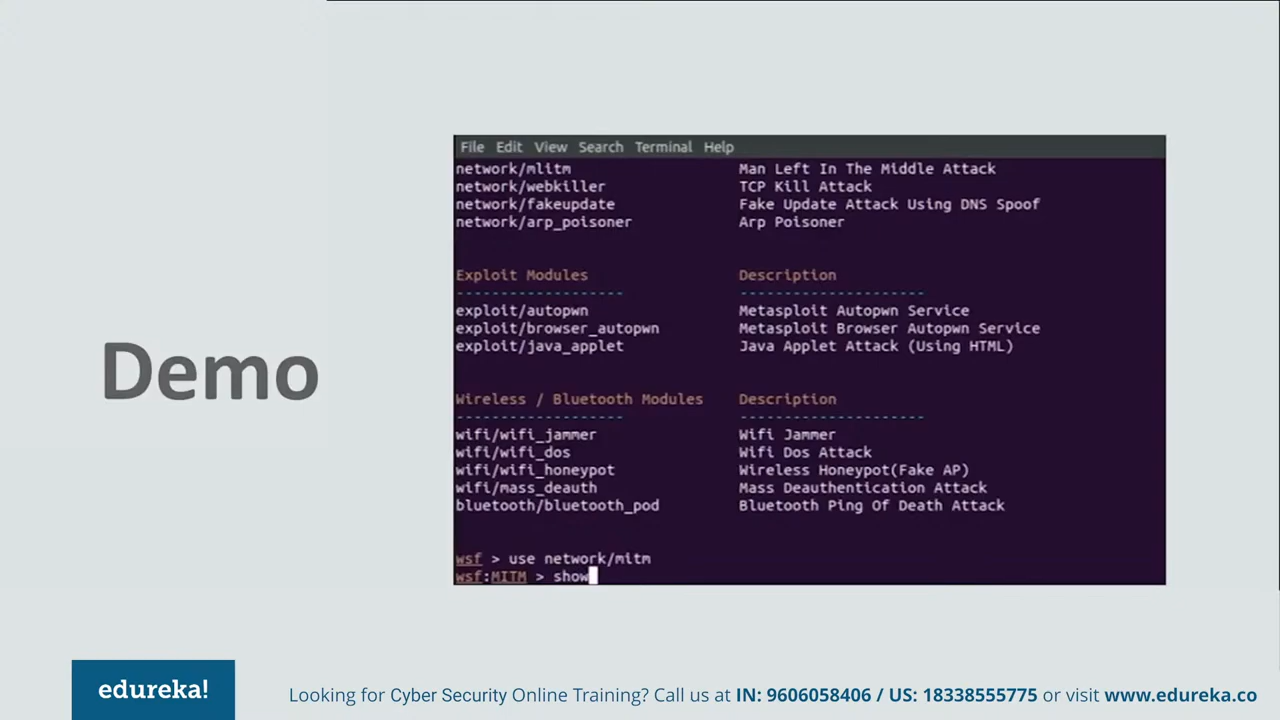 Demo
File Edit View Search Terminal Help
network/mlitm Man Left In The Middle Attack
network/webkiller TCP Kill Attack
network/fakeupdate Fake Update Attack Using DNS Spoof
network/arp_poisoner Arp Poisoner
Exploit Modules Description
------------------- ---------------------
exploit/autopwn Metasploit Autopwn Service
exploit/browser_autopwn Metasploit Browser Autopwn Service
exploit/java_applet Java Applet Attack (Using HTML)
Wireless / Bluetooth Modules Description
------------------- ---------------------
wifi/wifi_jammer Wifi Jammer
wifi/wifi_dos Wifi Dos Attack
wifi/wifi_honeypot Wireless Honeypot(Fake AP)
wifi/mass_deauth Mass Deauthentication Attack
bluetooth/bluetooth_pod Bluetooth Ping Of Death Attack
wsf > use network/mitm
wsf:MITM > show
edureka!
Looking for Cyber Security Online Training? Call us at IN: 9606058406 / US: 18338555775 or visit www.edureka.co